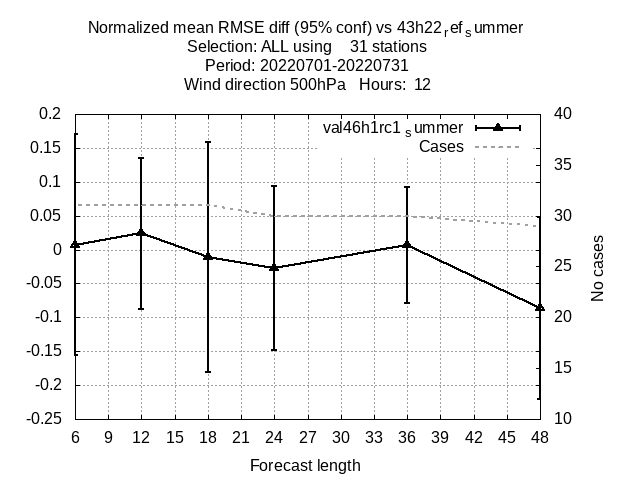 Normalized mean RMSE diff (95% conf) vs 43h22refsummer
Selection: ALL using 31 stations
Period: 20220701-20220731
Wind direction 500hPa Hours: 12
val46h1rc1summer
Cases
0.2
0.15
0.1
0.05
0
-0.05
-0.1
-0.15
-0.2
-0.25
40
35
30
25
20
15
10
No cases
6 9 12 15 18 21 24 27 30 33 36 39 42 45 48
Forecast length